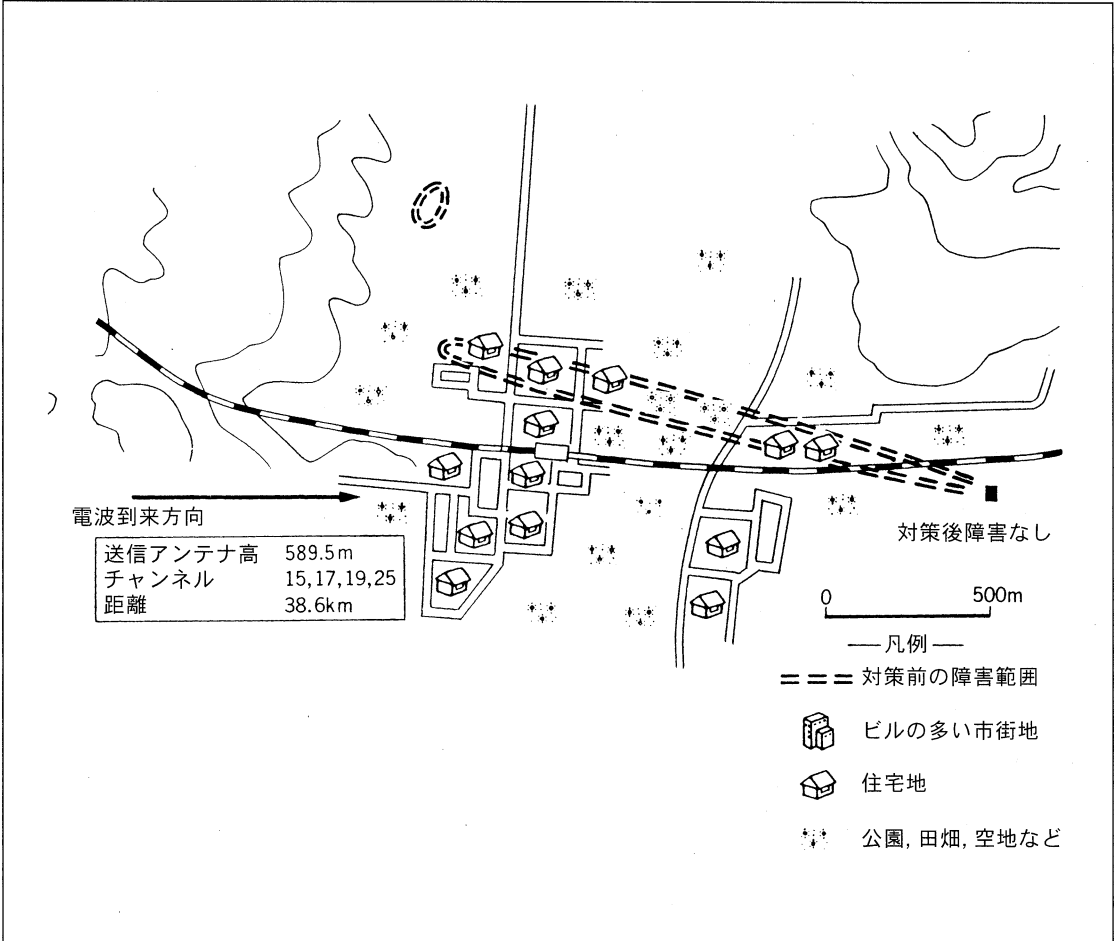 電波到来方向
送信アンテナ高 589.5m
チャンネル 15,17,19,25
距離 38.6km
対策後障害なし
0 500m
―凡例―
=== 対策前の障害範囲
ビルの多い市街地
住宅地
公園, 田畑, 空地など